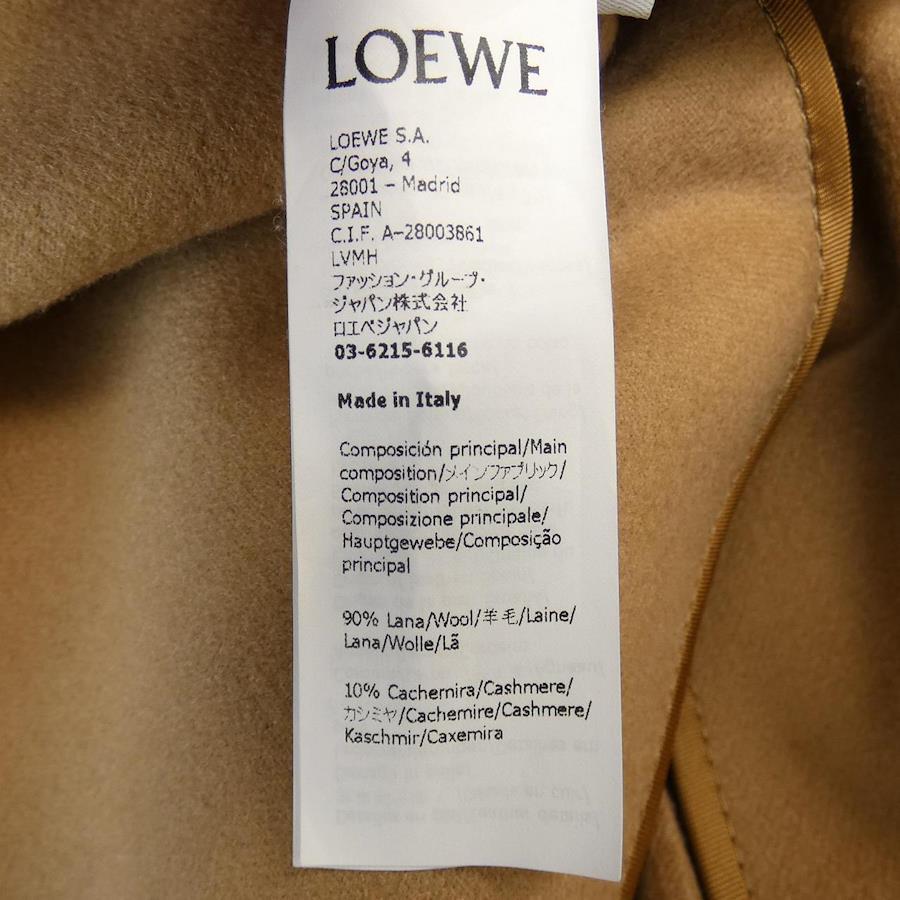 LOEWE
LOEWE S.A.
C/Goya, 4
28001 – Madrid
SPAIN
C.I.F. A-28003861
LVMH
ファッション・グループ・
ジャパン株式会社
ロエベジャパン
03-6215-6116
Made in Italy
Composición principal/Main
composition/メインファブリック/
Composition principal/
Composizione principale/
Hauptgewebe/Composição
principal
90% Lana/Wool/羊毛/Laine/
Lana/Wolle/Lã
10% Cachemira/Cashmere/
カシミヤ/Cachemire/Cashmere/
Kaschmir/Caxemira